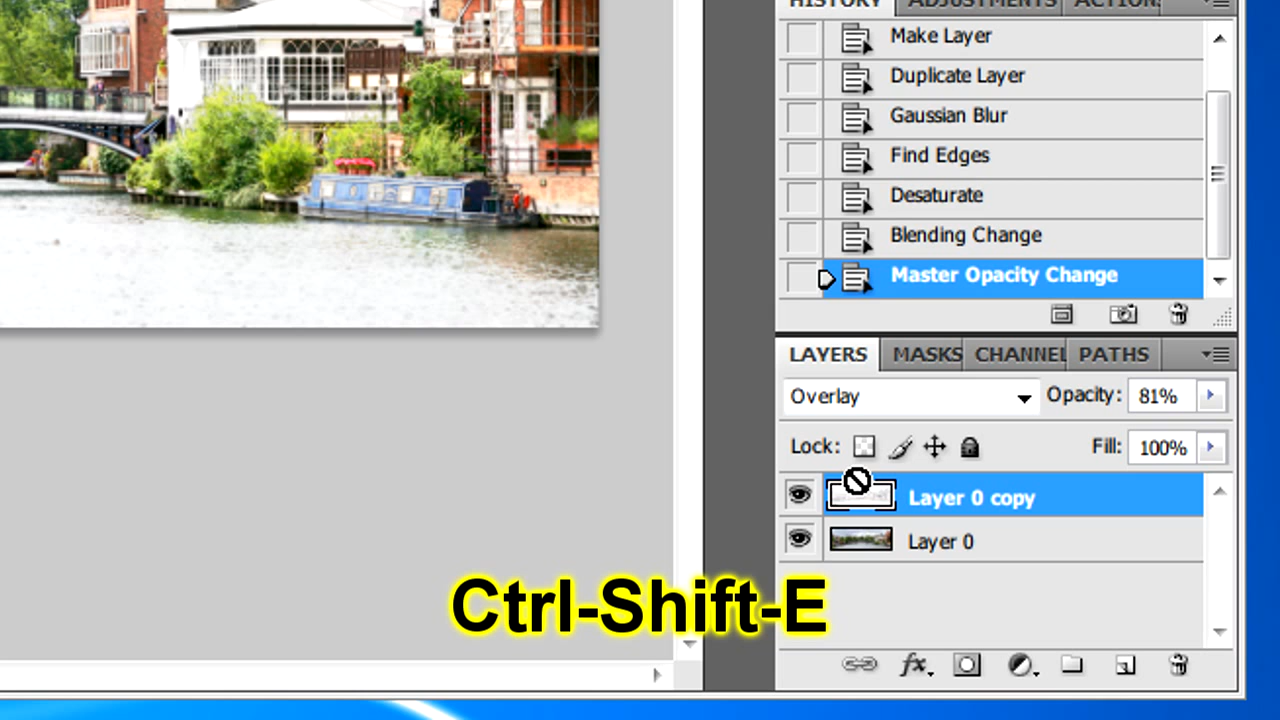 HISTORY ADJUSTMENTS ACTIONS
Make Layer
Duplicate Layer
Gaussian Blur
Find Edges
Desaturate
Blending Change
Master Opacity Change
LAYERS MASKS CHANNEL PATHS
Overlay Opacity: 81%
Lock: Fill: 100%
Layer 0 copy
Layer 0
Ctrl-Shift-E
fx